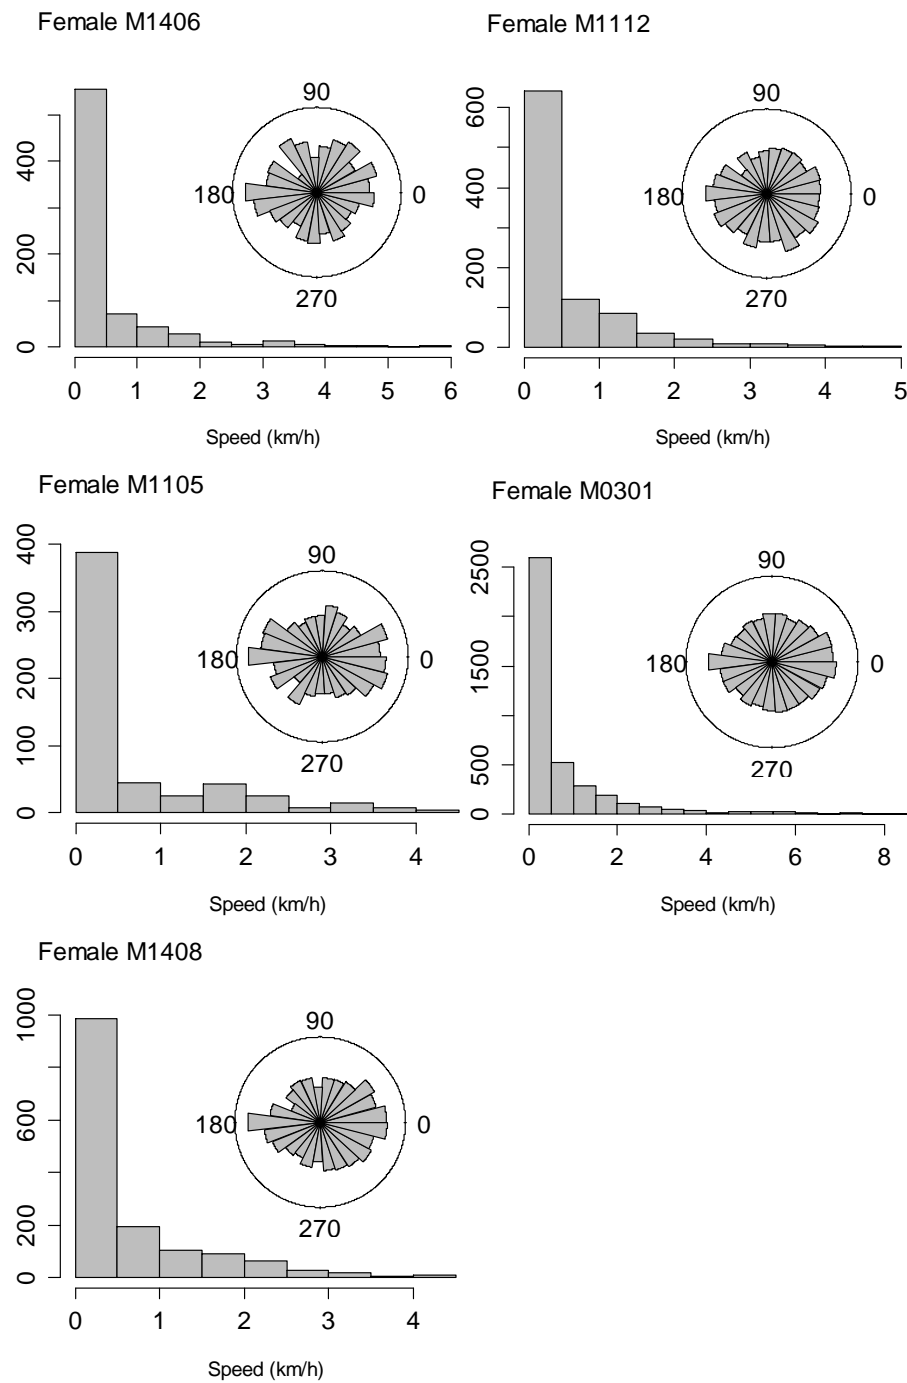 Female M1406
Female M1112
0 200 400
90
180
0
270
0 1 2 3 4 5 6
Speed (km/h)
0 200 400 600
90
180
0
270
0 1 2 3 4 5
Speed (km/h)
Female M1105
Female M0301
0 100 200 300 400
90
180
0
270
0 1 2 3 4
Speed (km/h)
0 500 1500 2500
90
180
0
270
0 2 4 6 8
Speed (km/h)
Female M1408
0 200 600 1000
90
180
0
270
0 1 2 3 4
Speed (km/h)